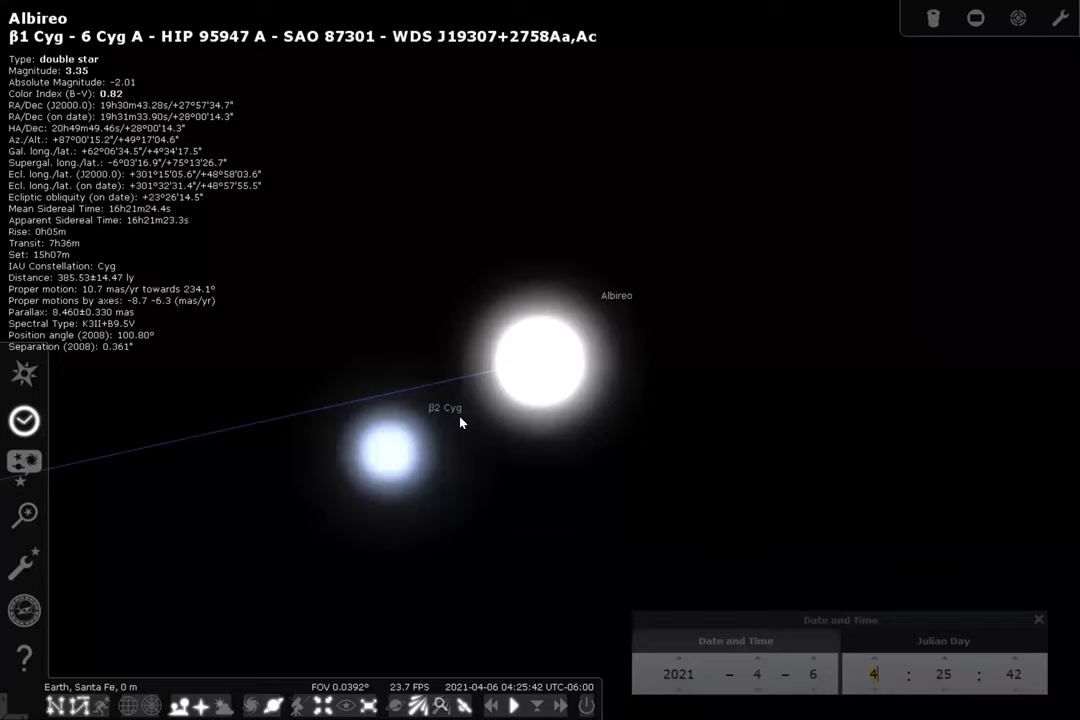 Albireo
β1 Cyg - 6 Cyg A - HIP 95947 A - SAO 87301 - WDS J19307+2758Aa,Ac
Type: double star
Magnitude: 3.35
Absolute Magnitude: -2.01
Color Index (B-V): 0.82
RA/Dec (J2000.0): 19h30m43.28s/+27°57'34.7"
RA/Dec (on date): 19h31m33.90s/+28°00'14.3"
HA/Dec: 20h49m49.46s/+28°00'14.3"
Az./Alt.: +87°00'15.2"/+49°17'04.6"
Gal. long./lat.: +62°06'34.5"/+4°34'17.5"
Supergal. long./lat.: -6°03'16.9"/+75°13'26.7"
Ecl. long./lat. (J2000.0): +301°15'05.6"/+48°58'03.6"
Ecl. long./lat. (on date): +301°32'31.4"/+48°57'55.5"
Ecliptic obliquity (on date): +23°26'14.5"
Mean Sidereal Time: 16h21m24.4s
Apparent Sidereal Time: 16h21m23.3s
Rise: 0h05m
Transit: 7h36m
Set: 15h07m
IAU Constellation: Cyg
Distance: 385.53±14.47 ly
Proper motion: 10.7 mas/yr towards 234.1°
Proper motions by axes: -8.7 -6.3 (mas/yr)
Parallax: 8.460±0.330 mas
Spectral Type: K3II+B9.5V
Position angle (2008): 100.80°
Separation (2008): 0.361"
Albireo
β2 Cyg
Date and Time
Date and Time Julian Day
2021 - 4 - 6 4 : 25 : 42
Earth, Santa Fe, 0 m FOV 0.0392° 23.7 FPS 2021-04-06 04:25:42 UTC-06:00